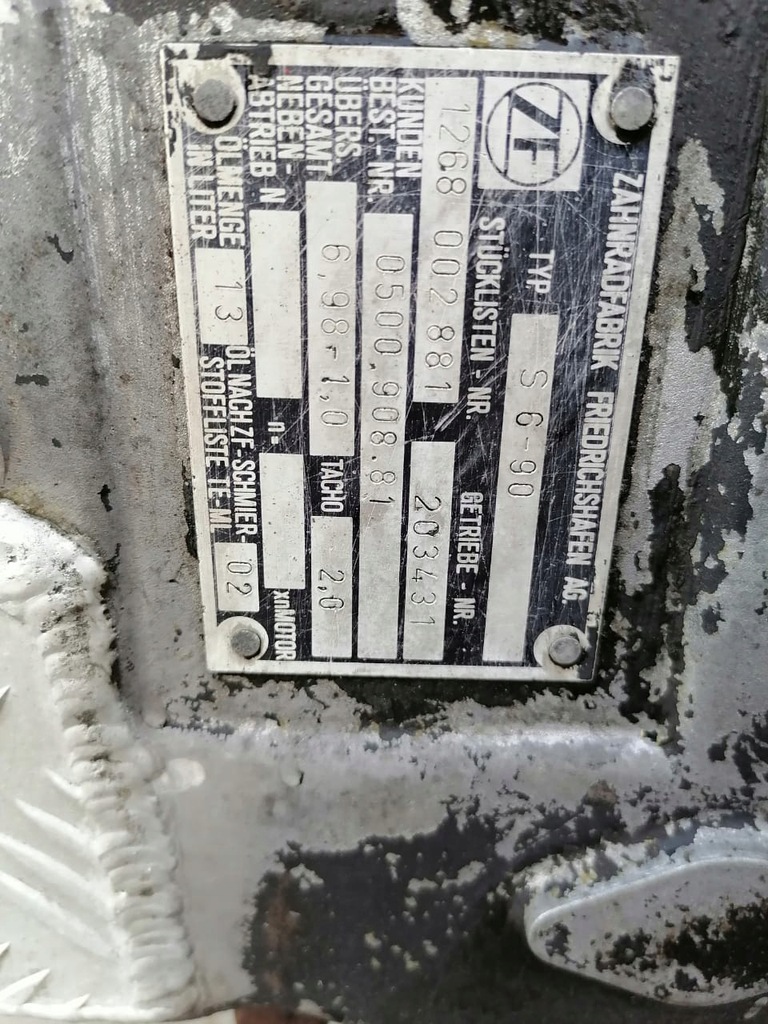 ZAHNRADFABRIK FRIEDRICHSHAFEN AG.
ZF
TYP S 6-90
STÜCKLISTEN-NR. GETRIEBE-NR.
1268 002 881 203431
KUNDEN
BEST.-NR. 0500 908.81
ÜBERS.
GESAMT 6,98-1,0 TACHO 2,0
NEBEN-
ABTRIEB N n= xnMOTOR
ÖLMENGE
IN LITER 13 ÖL NACH ZF-SCHMIER-
STOFFLISTE TE-ML 02